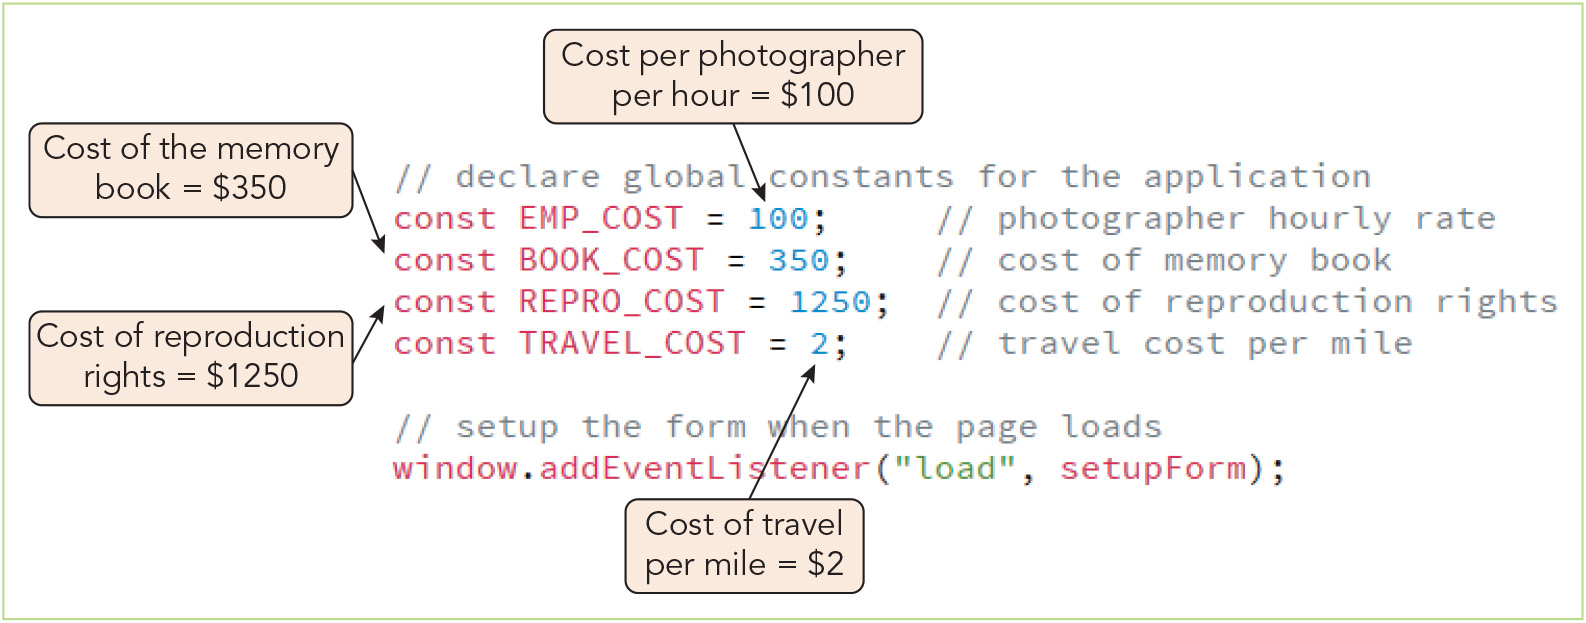 Cost per photographer
per hour = $100
Cost of the memory
book = $350
// declare global constants for the application
const EMP_COST = 100;     // photographer hourly rate
const BOOK_COST = 350;    // cost of memory book
const REPRO_COST = 1250;  // cost of reproduction rights
const TRAVEL_COST = 2;    // travel cost per mile
Cost of reproduction
rights = $1250
// setup the form when the page loads
window.addEventListener("load", setupForm);
Cost of travel
per mile = $2